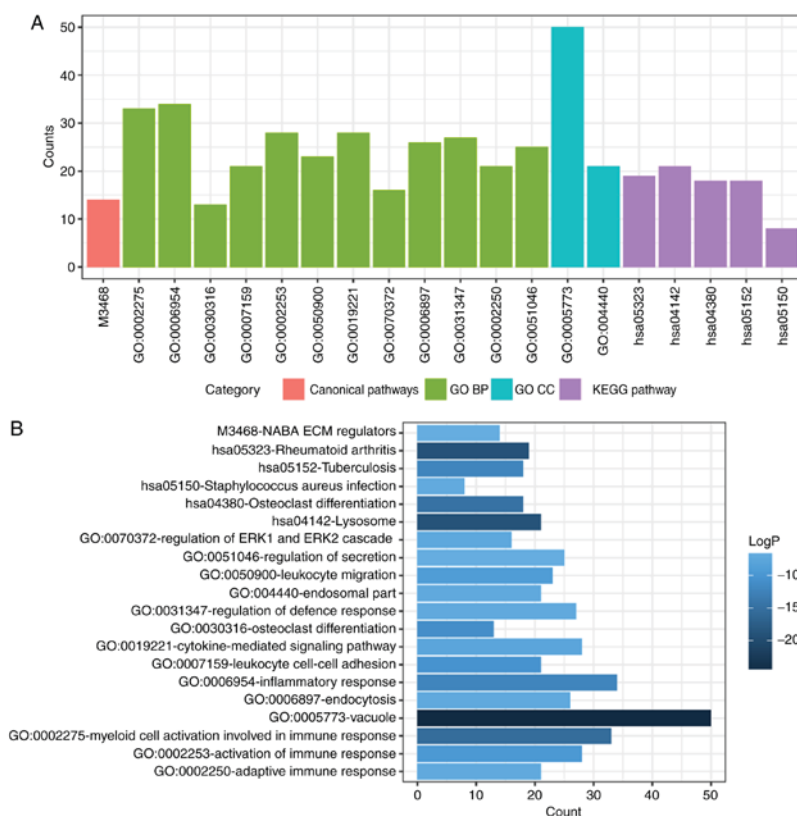 A
50
40
30
20
10
0
Counts
M3468
GO:0002275
GO:0006954
GO:0030316
GO:0007159
GO:0002253
GO:0050900
GO:0019221
GO:0070372
GO:0006897
GO:0031347
GO:0002250
GO:0051046
GO:0005773
GO:004440
hsa05323
hsa04142
hsa04380
hsa05152
hsa05150
Category Canonical pathways GO BP GO CC KEGG pathway
B
M3468-NABA ECM regulators
hsa05323-Rheumatoid arthritis
hsa05152-Tuberculosis
hsa05150-Staphylococcus aureus infection
hsa04380-Osteoclast differentiation
hsa04142-Lysosome
GO:0070372-regulation of ERK1 and ERK2 cascade
GO:0051046-regulation of secretion
GO:0050900-leukocyte migration
GO:004440-endosomal part
GO:0031347-regulation of defence response
GO:0030316-osteoclast differentiation
GO:0019221-cytokine-mediated signaling pathway
GO:0007159-leukocyte cell-cell adhesion
GO:0006954-inflammatory response
GO:0006897-endocytosis
GO:0005773-vacuole
GO:0002275-myeloid cell activation involved in immune response
GO:0002253-activation of immune response
GO:0002250-adaptive immune response
0 10 20 30 40 50
Count
LogP
−10
−15
−20